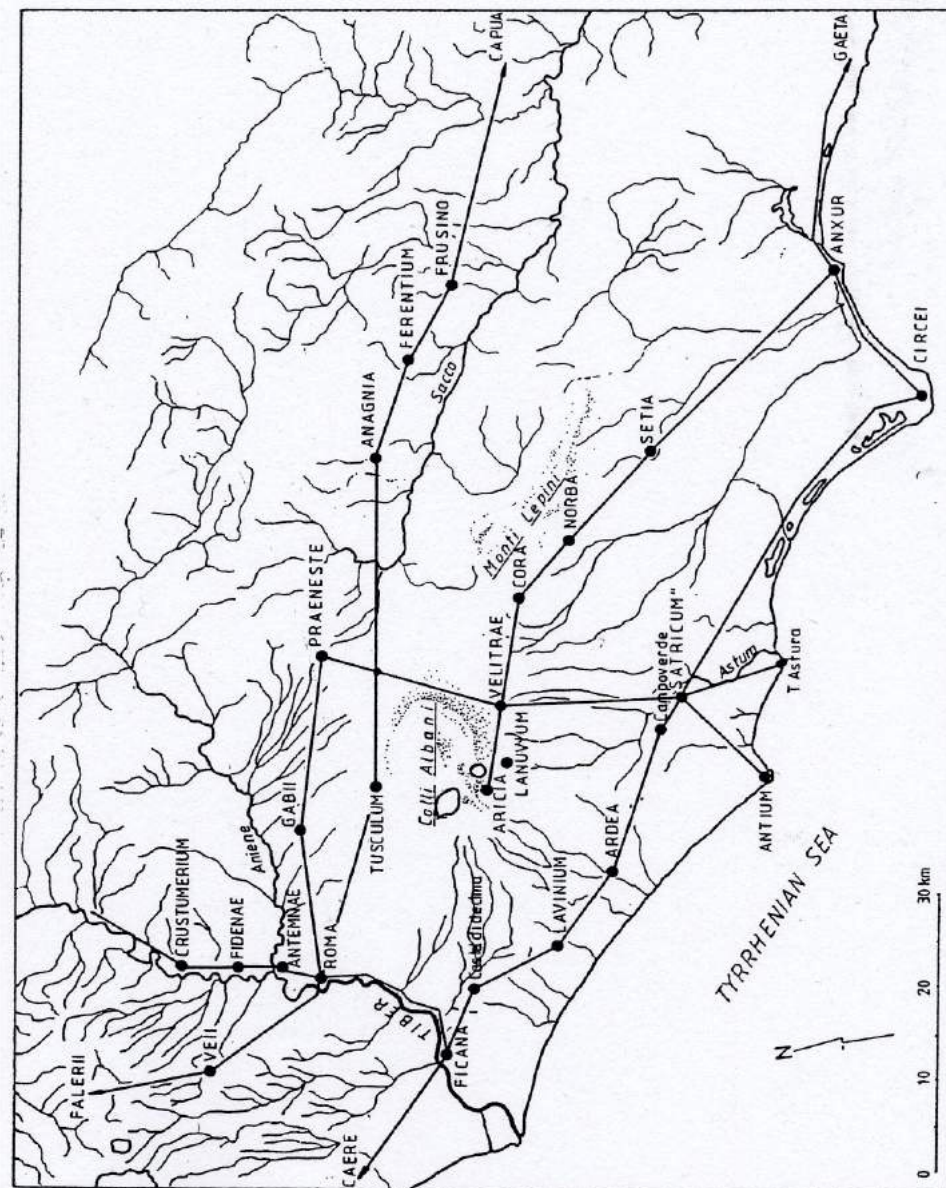 FALERII
VEII
CAERE
CRUSTUMERIUM
FIDENAE
ANTEMNAE
ROMA
Aniene
GABII
PRAENESTE
TUSCULUM
TIBER
FICANA
Castel di Decima
LAVINIUM
ARDEA
Colli Albani
ARICIA
LANUVIUM
VELITRAE
CORA
NORBA
SETIA
Monti Lepini
ANAGNIA
FERENTIUM
FRUSINO
Sacco
CAPUA
GAETA
ANXUR
CIRCEI
Campoverde
SATRICUM"
Astura
T. Astura
ANTIUM
TYRRHENIAN SEA
N
0 10 20 30 km